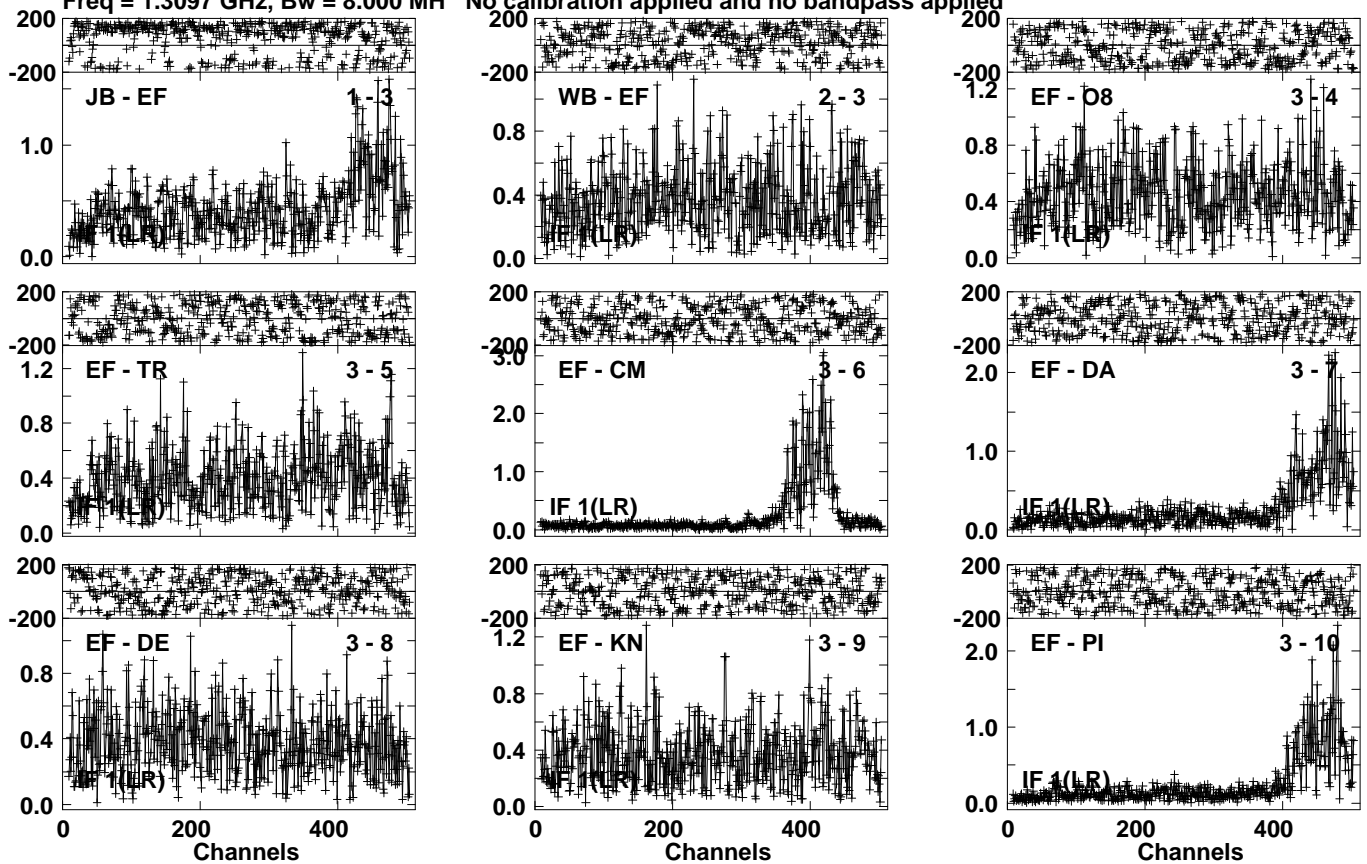 Freq = 1.3097 GHz, Bw = 8.000 MH No calibration applied and no bandpass applied
200 200 200
-200 -200 -200
JB - EF 1 - 3 WB - EF 2 - 3 EF - O8 3 - 4
1.0 0.8 0.4 1.2 0.8 0.4
IF 1(LR) IF 1(LR) IF 1(LR)
0.0 0.0 0.0
200 200 200
-200 -200 -200
EF - TR 3 - 5 EF - CM 3 - 6 EF - DA 3 - 7
1.2 0.8 0.4 3.0 2.0 1.0 2.0 1.0
IF 1(LR) IF 1(LR) IF 1(LR)
0.0 0.0 0.0
200 200 200
-200 -200 -200
EF - DE 3 - 8 EF - KN 3 - 9 EF - PI 3 - 10
0.8 0.4 1.2 0.8 0.4 2.0 1.0
IF 1(LR) IF 1(LR) IF 1(LR)
0.0 0.0 0.0
0 200 400 0 200 400 0 200 400
Channels Channels Channels